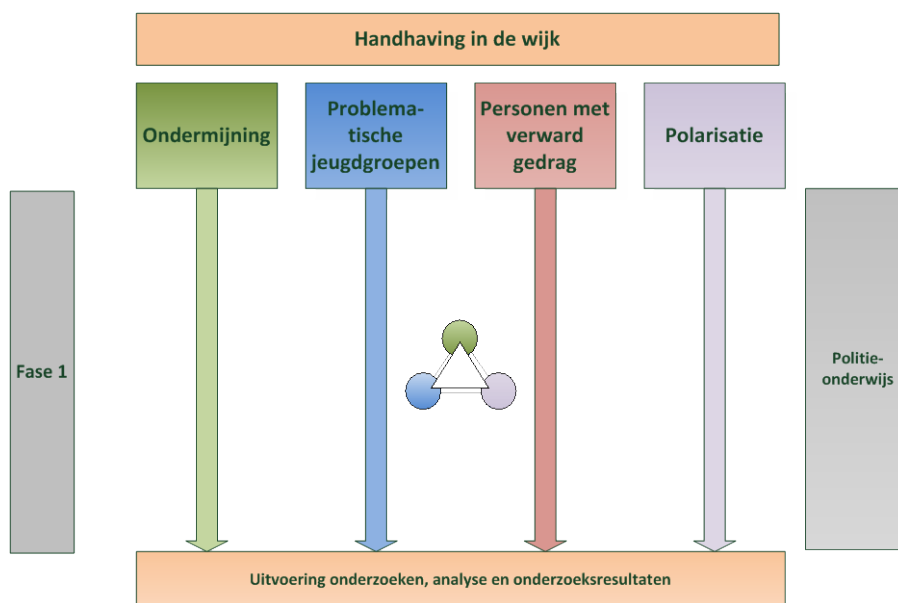 Handhaving in de wijk
Ondermijning
Problema-
tische
jeugdgroepen
Personen met
verward
gedrag
Polarisatie
Fase 1
Politie-
onderwijs
Uitvoering onderzoeken, analyse en onderzoeksresultaten